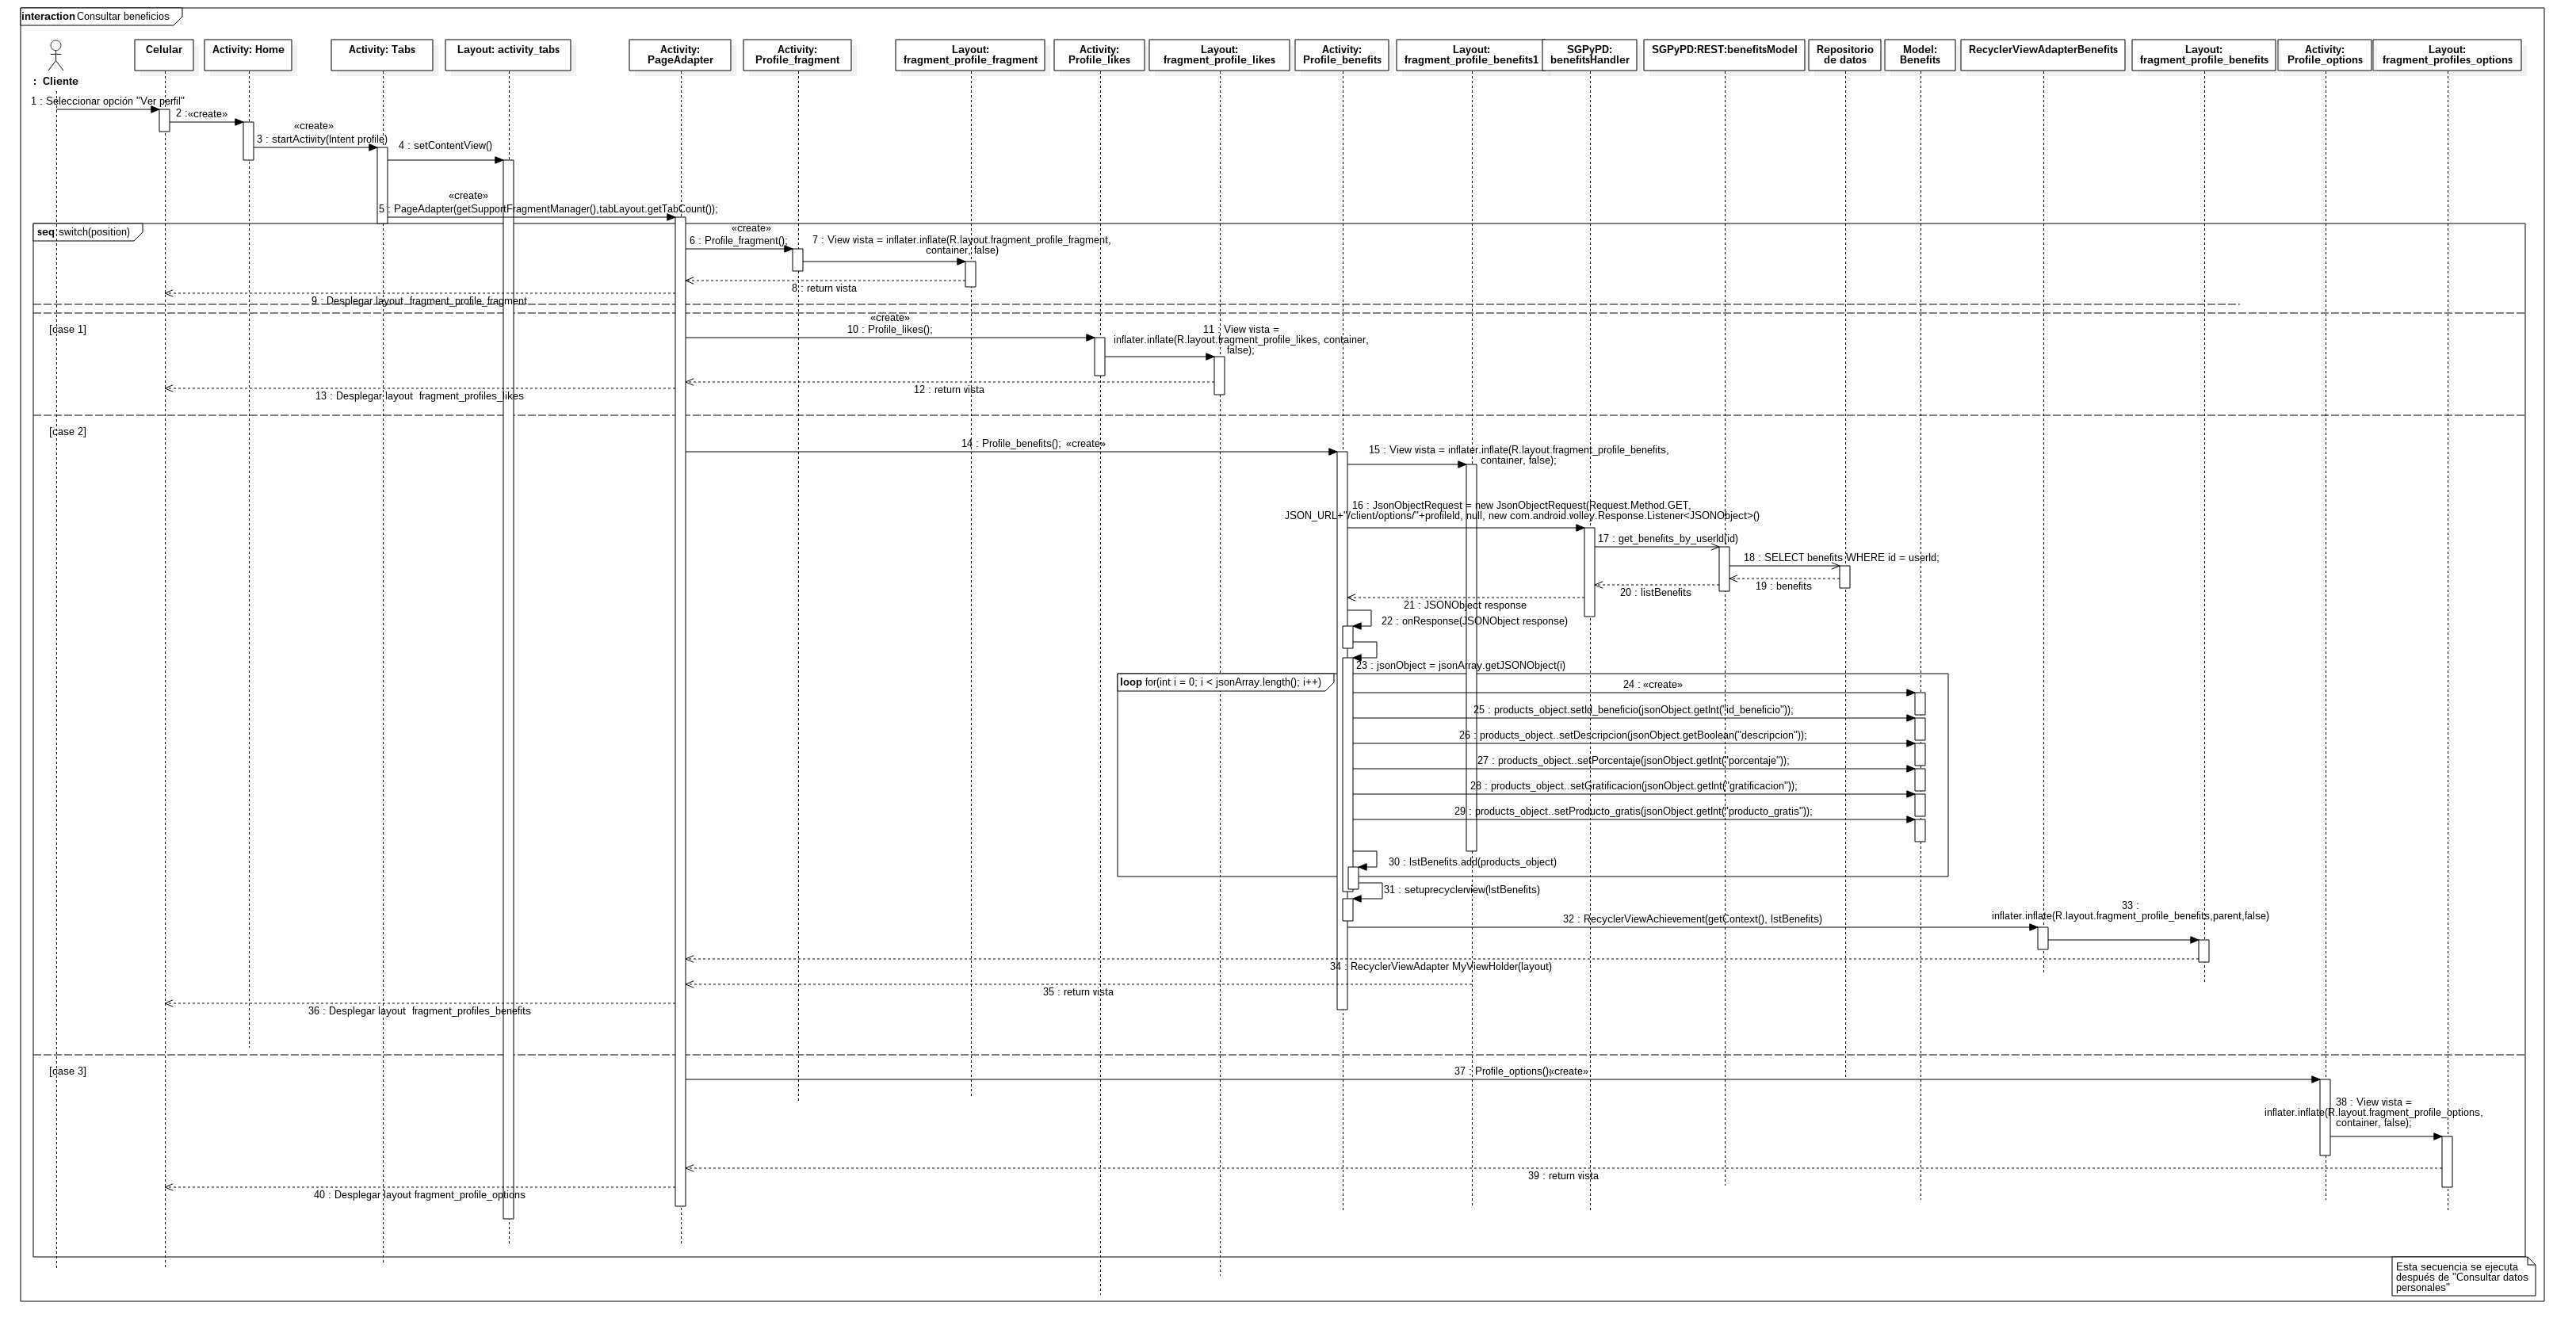 interaction Consultar beneficios
: Cliente
Celular
Activity: Home
Activity: Tabs
Layout: activity_tabs
Activity:
PageAdapter
Activity:
Profile_fragment
Layout:
fragment_profile_fragment
Activity:
Profile_likes
Layout:
fragment_profile_likes
Activity:
Profile_benefits
Layout:
fragment_profile_benefits1
SGPyPD:
benefitsHandler
SGPyPD:REST:benefitsModel
Repositorio
de datos
Model:
Benefits
RecyclerViewAdapterBenefits
Layout:
fragment_profile_benefits
Activity:
Profile_options
Layout:
fragment_profiles_options
1 : Seleccionar opción "Ver perfil"
2 : «create»
«create»
3 : startActivity(Intent profile)
4 : setContentView()
«create»
5 : PageAdapter(getSupportFragmentManager(),tabLayout.getTabCount());
seq switch(position)
«create»
6 : Profile_fragment();
7 : View vista = inflater.inflate(R.layout.fragment_profile_fragment,
container, false)
8 : return vista
9 : Desplegar layout fragment_profile_fragment
[case 1]
«create»
10 : Profile_likes();
11 : View vista =
inflater.inflate(R.layout.fragment_profile_likes, container,
false);
12 : return vista
13 : Desplegar layout fragment_profiles_likes
[case 2]
14 : Profile_benefits(); «create»
15 : View vista = inflater.inflate(R.layout.fragment_profile_benefits,
container, false);
16 : JsonObjectRequest = new JsonObjectRequest(Request.Method.GET,
JSON_URL+"/client/options/"+profileId, null, new com.android.volley.Response.Listener<JSONObject>()
17 : get_benefits_by_userId(id)
18 : SELECT benefits WHERE id = userId;
19 : benefits
20 : listBenefits
21 : JSONObject response
22 : onResponse(JSONObject response)
23 : jsonObject = jsonArray.getJSONObject(i)
loop for(int i = 0; i < jsonArray.length(); i++)
24 : «create»
25 : products_object.setId_beneficio(jsonObject.getInt("id_beneficio"));
26 : products_object..setDescripcion(jsonObject.getBoolean("descripcion"));
27 : products_object..setPorcentaje(jsonObject.getInt("porcentaje"));
28 : products_object..setGratificacion(jsonObject.getInt("gratificacion"));
29 : products_object..setProducto_gratis(jsonObject.getInt("producto_gratis"));
30 : lstBenefits.add(products_object)
31 : setuprecyclerview(lstBenefits)
32 : RecyclerViewAchievement(getContext(), lstBenefits)
33 :
inflater.inflate(R.layout.fragment_profile_benefits,parent,false)
34 : RecyclerViewAdapter MyViewHolder(layout)
35 : return vista
36 : Desplegar layout fragment_profiles_benefits
[case 3]
37 : Profile_options();«create»
38 : View vista =
inflater.inflate(R.layout.fragment_profile_options,
container, false);
39 : return vista
40 : Desplegar layout fragment_profile_options
Esta secuencia se ejecuta
después de "Consultar datos
personales"